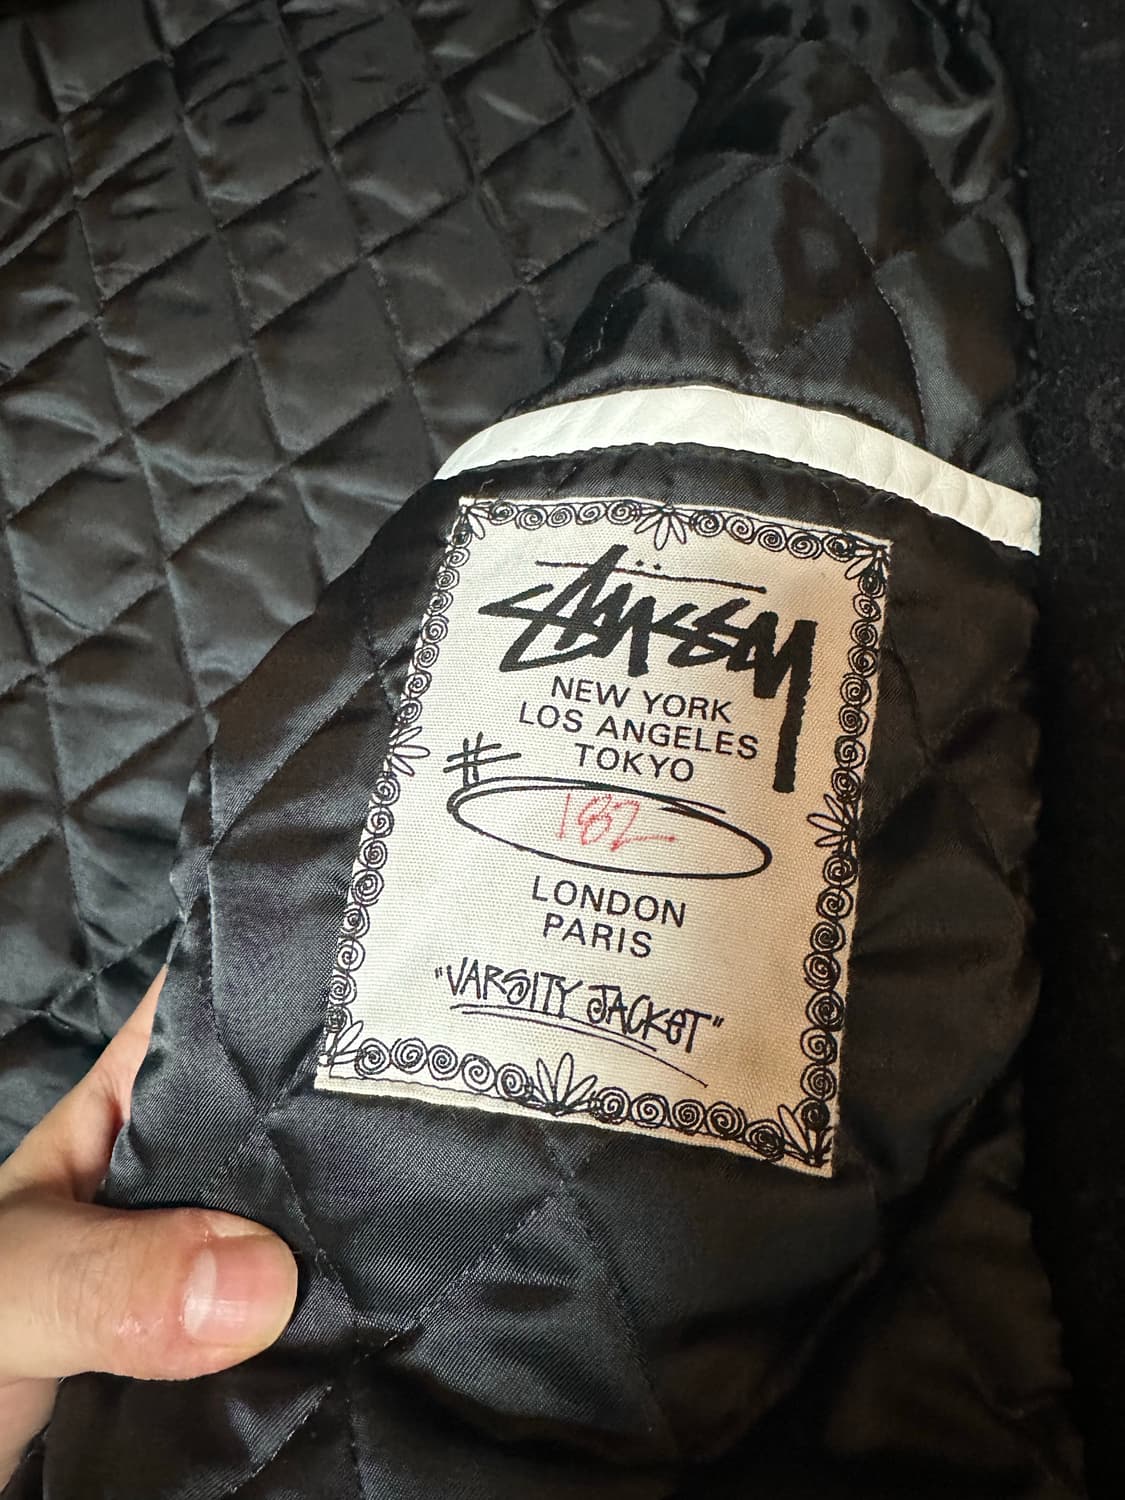 STÜSSY
NEW YORK
LOS ANGELES
TOKYO
# 182
LONDON
PARIS
"VARSITY JACKET"